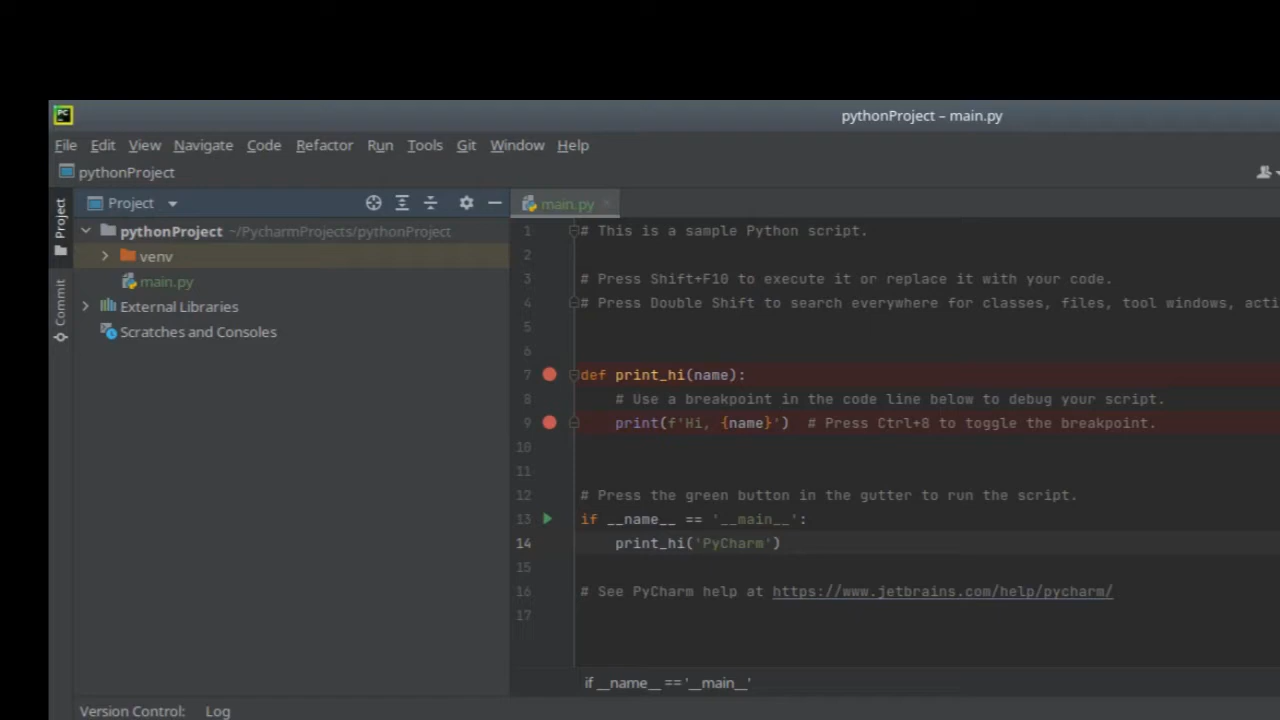 PC
pythonProject – main.py
File Edit View Navigate Code Refactor Run Tools Git Window Help
pythonProject
Project
Commit
Project
pythonProject ~/PycharmProjects/pythonProject
venv
main.py
External Libraries
Scratches and Consoles
main.py
1 # This is a sample Python script.
2
3 # Press Shift+F10 to execute it or replace it with your code.
4 # Press Double Shift to search everywhere for classes, files, tool windows, acti
5
6
7 def print_hi(name):
8 # Use a breakpoint in the code line below to debug your script.
9 print(f'Hi, {name}') # Press Ctrl+8 to toggle the breakpoint.
10
11
12 # Press the green button in the gutter to run the script.
13 if __name__ == '__main__':
14 print_hi('PyCharm')
15
16 # See PyCharm help at https://www.jetbrains.com/help/pycharm/
17
if __name__ == '__main__'
Version Control: Log